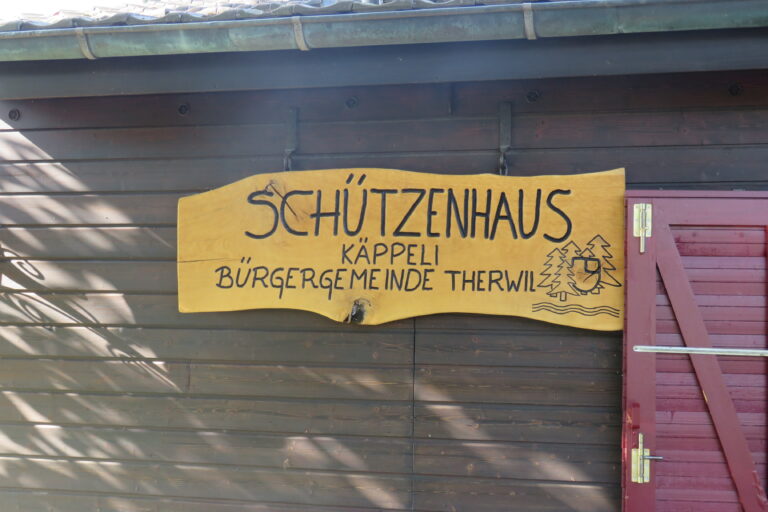 SCHÜTZENHAUS
KÄPPELI
BÜRGERGEMEINDE THERWIL